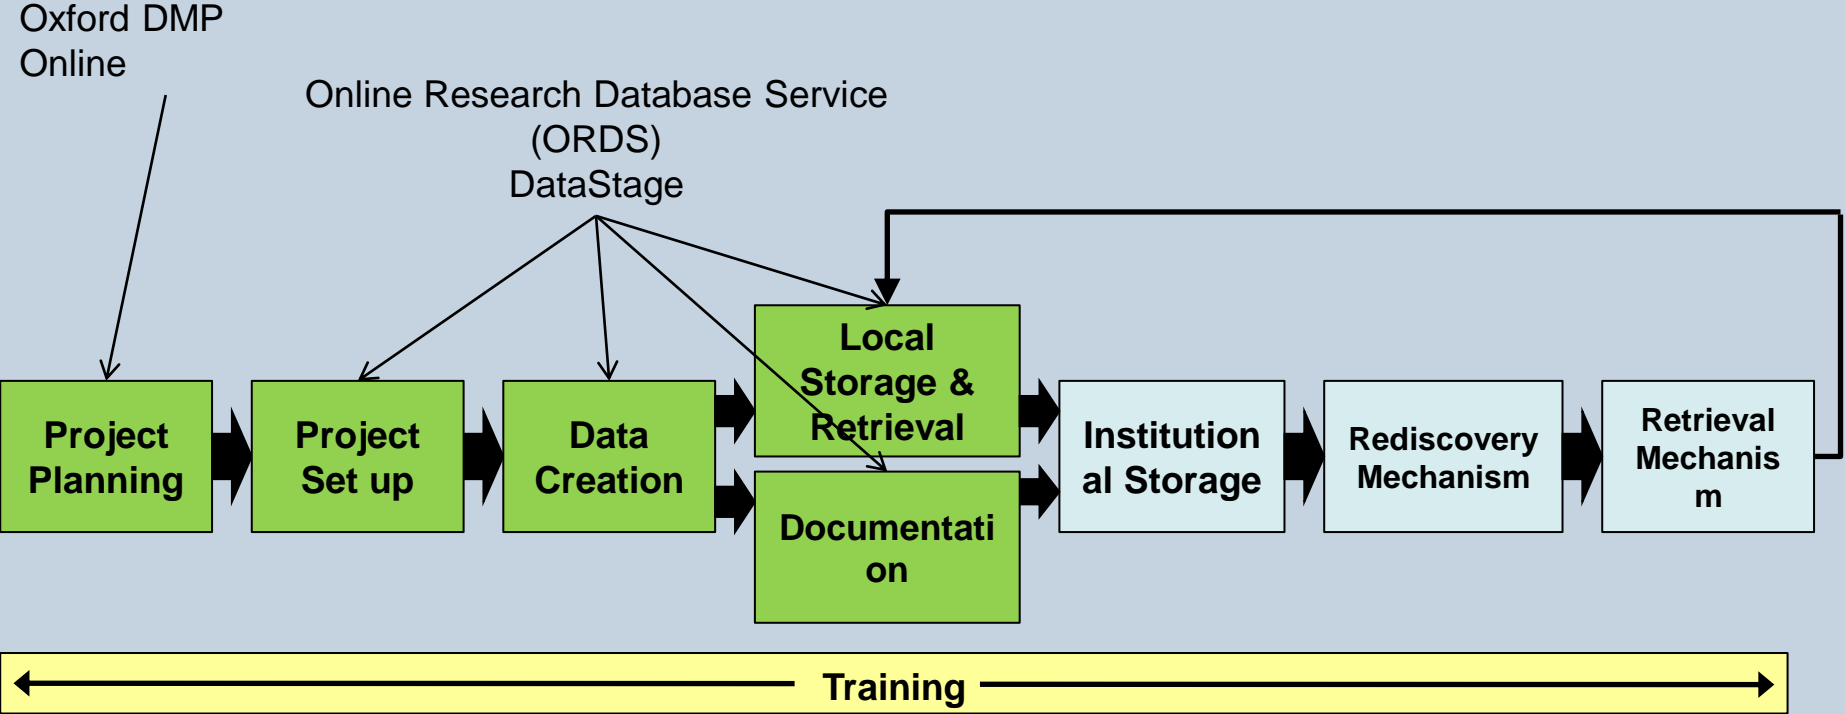 Oxford DMP
Online
Online Research Database Service
(ORDS)
DataStage
Project
Planning
Project
Set up
Data
Creation
Local
Storage &
Retrieval
Documentati
on
Institution
al Storage
Rediscovery
Mechanism
Retrieval
Mechanis
m
Training